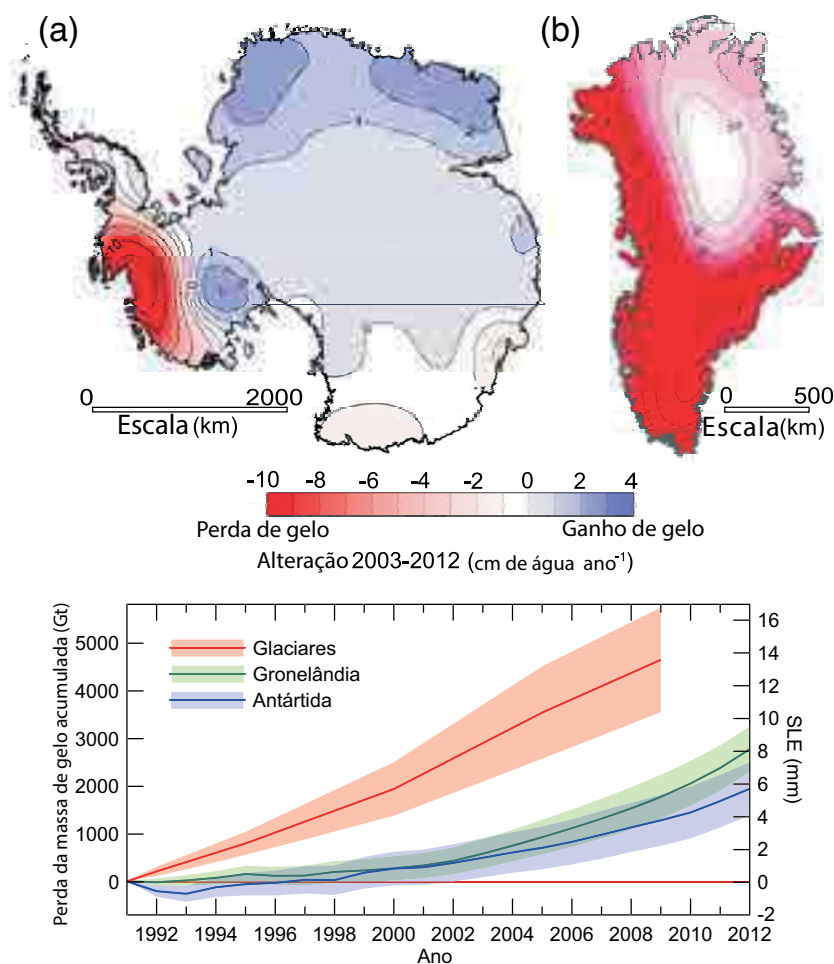 (a)
(b)
0 2000
Escala (km)
0 500
Escala(km)
-10 -8 -6 -4 -2 0 2 4
Perda de gelo Ganho de gelo
Alteração 2003-2012 (cm de água ano-1)
Perda da massa de gelo acumulada (Gt)
5000
4000
3000
2000
1000
0
Glaciares
Gronelândia
Antártida
16
14
12
10
8
6
4
2
0
-2
SLE (mm)
1992 1994 1996 1998 2000 2002 2004 2006 2008 2010 2012
Ano